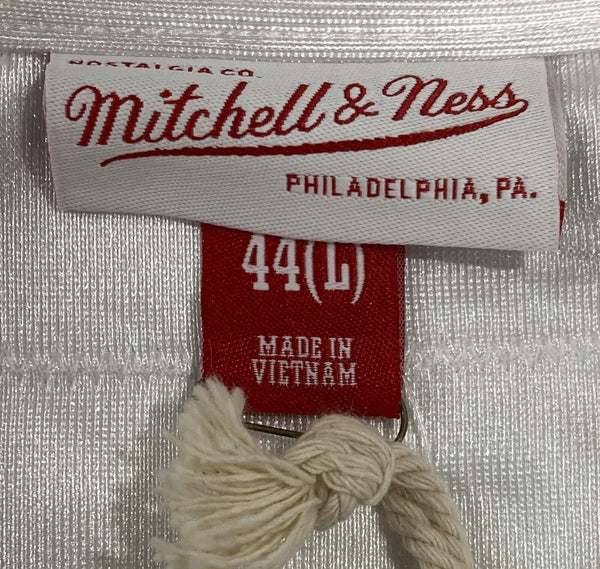 NOSTALGIA CO.
Mitchell & Ness
PHILADELPHIA, PA.
44(L)
MADE IN
VIETNAM